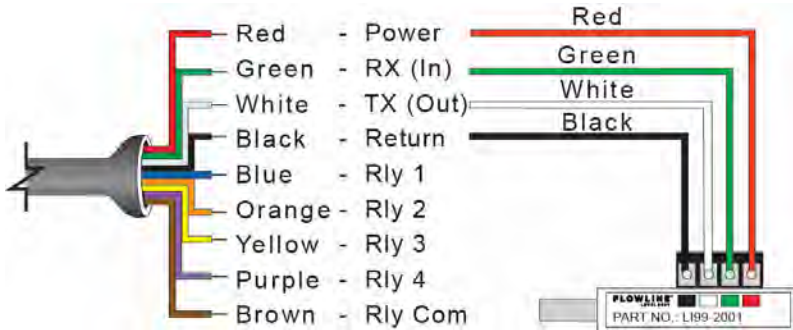 Red - Power Red
Green - RX (In) Green
White - TX (Out) White
Black - Return Black
Blue - Rly 1
Orange - Rly 2
Yellow - Rly 3
Purple - Rly 4
Brown - Rly Com
FLOWLINE
PART NO.: LI99-2001